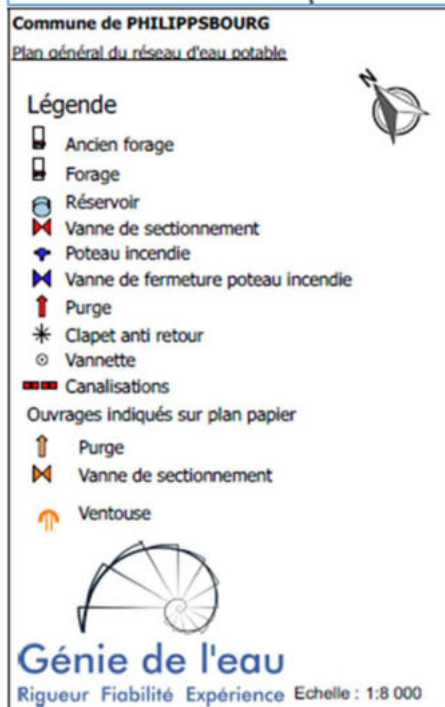 Commune de PHILIPPSBOURG
Plan général du réseau d'eau potable
N
Légende
Ancien forage
Forage
Réservoir
Vanne de sectionnement
Poteau incendie
Vanne de fermeture poteau incendie
Purge
Clapet anti retour
Vannette
Canalisations
Ouvrages indiqués sur plan papier
Purge
Vanne de sectionnement
Ventouse
Génie de l'eau
Rigueur Fiabilité Expérience Echelle : 1:8 000